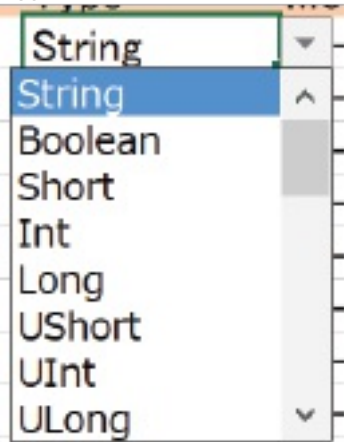 String
String
Boolean
Short
Int
Long
UShort
UInt
ULong